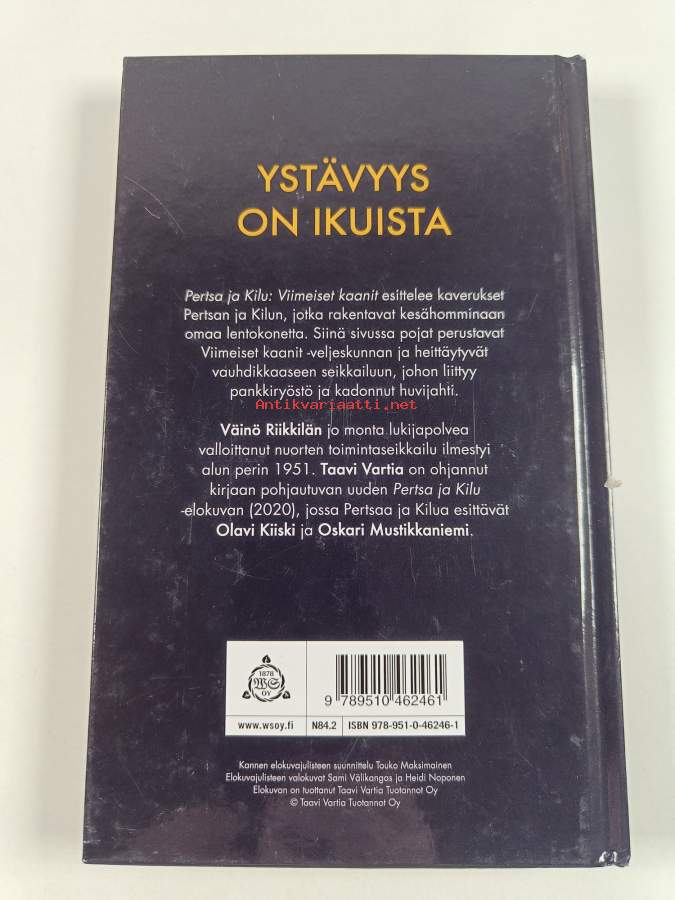 YSTÄVYYS
ON IKUISTA
Pertsa ja Kilu: Viimeiset kaanit esittelee kaverukset
Pertsan ja Kilun, jotka rakentavat kesähomminaan
omaa lentokonetta. Siinä sivussa pojat perustavat
Viimeiset kaanit -veljeskunnan ja heittäytyvät
vauhdikkaaseen seikkailuun, johon liittyy
pankkiryöstö ja kadonnut huvijahti.
Antikvariaatti.net
Väinö Riikkilän jo monta lukijapolvea
valloittanut nuorten toimintaseikkailu ilmestyi
alun perin 1951. Taavi Vartia on ohjannut
kirjaan pohjautuvan uuden Pertsa ja Kilu
-elokuvan (2020), jossa Pertsaa ja Kilua esittävät
Olavi Kiiski ja Oskari Mustikkaniemi.
1878
WS
OY
9 789510 462461
www.wsoy.fi N84.2 ISBN 978-951-0-46246-1
Kannen elokuvajulisteen suunnittelu Touko Maksimainen
Elokuvajulisteen valokuvat Sami Välikangas ja Heidi Noponen
Elokuvan on tuottanut Taavi Vartia Tuotannot Oy
© Taavi Vartia Tuotannot Oy